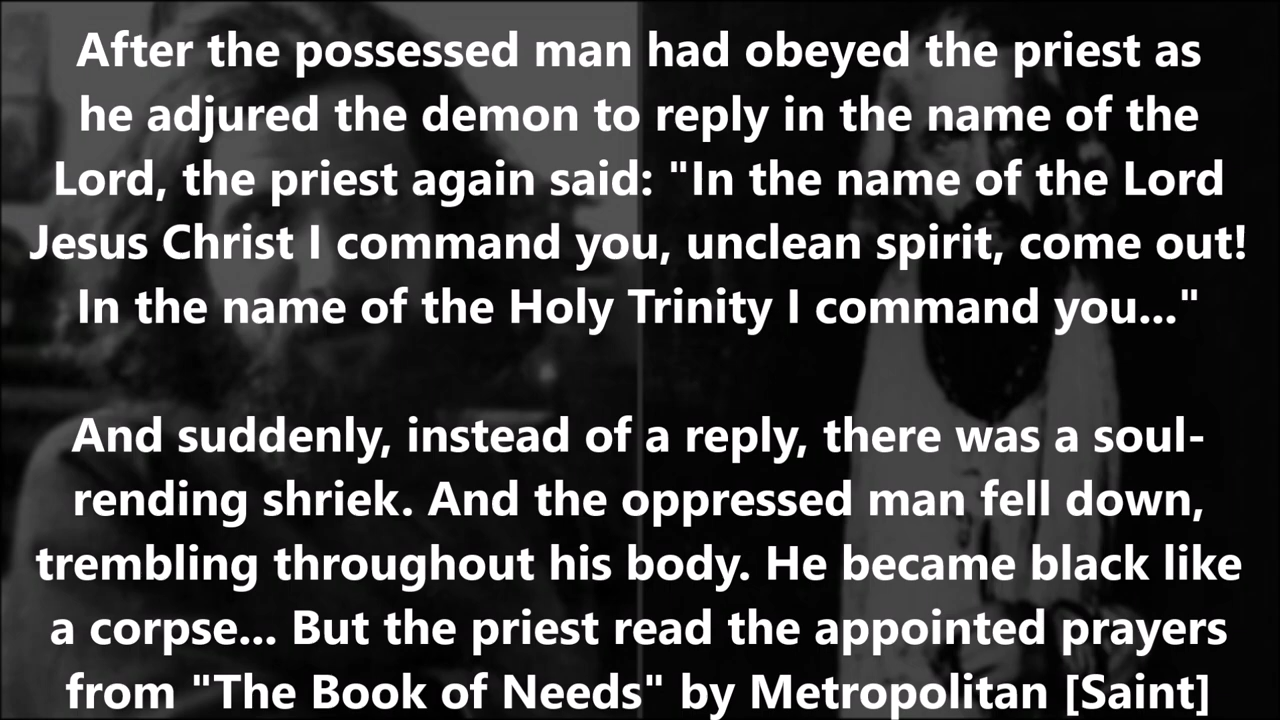 After the possessed man had obeyed the priest as
he adjured the demon to reply in the name of the
Lord, the priest again said: "In the name of the Lord
Jesus Christ I command you, unclean spirit, come out!
In the name of the Holy Trinity I command you..."
And suddenly, instead of a reply, there was a soul-
rending shriek. And the oppressed man fell down,
trembling throughout his body. He became black like
a corpse... But the priest read the appointed prayers
from "The Book of Needs" by Metropolitan [Saint]